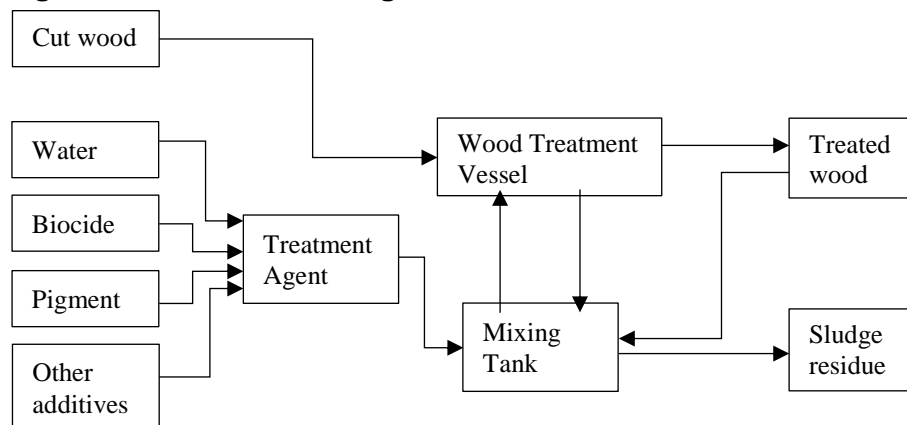 Cut wood
Water
Biocide
Pigment
Other
additives
Treatment
Agent
Wood Treatment
Vessel
Mixing
Tank
Treated
wood
Sludge
residue